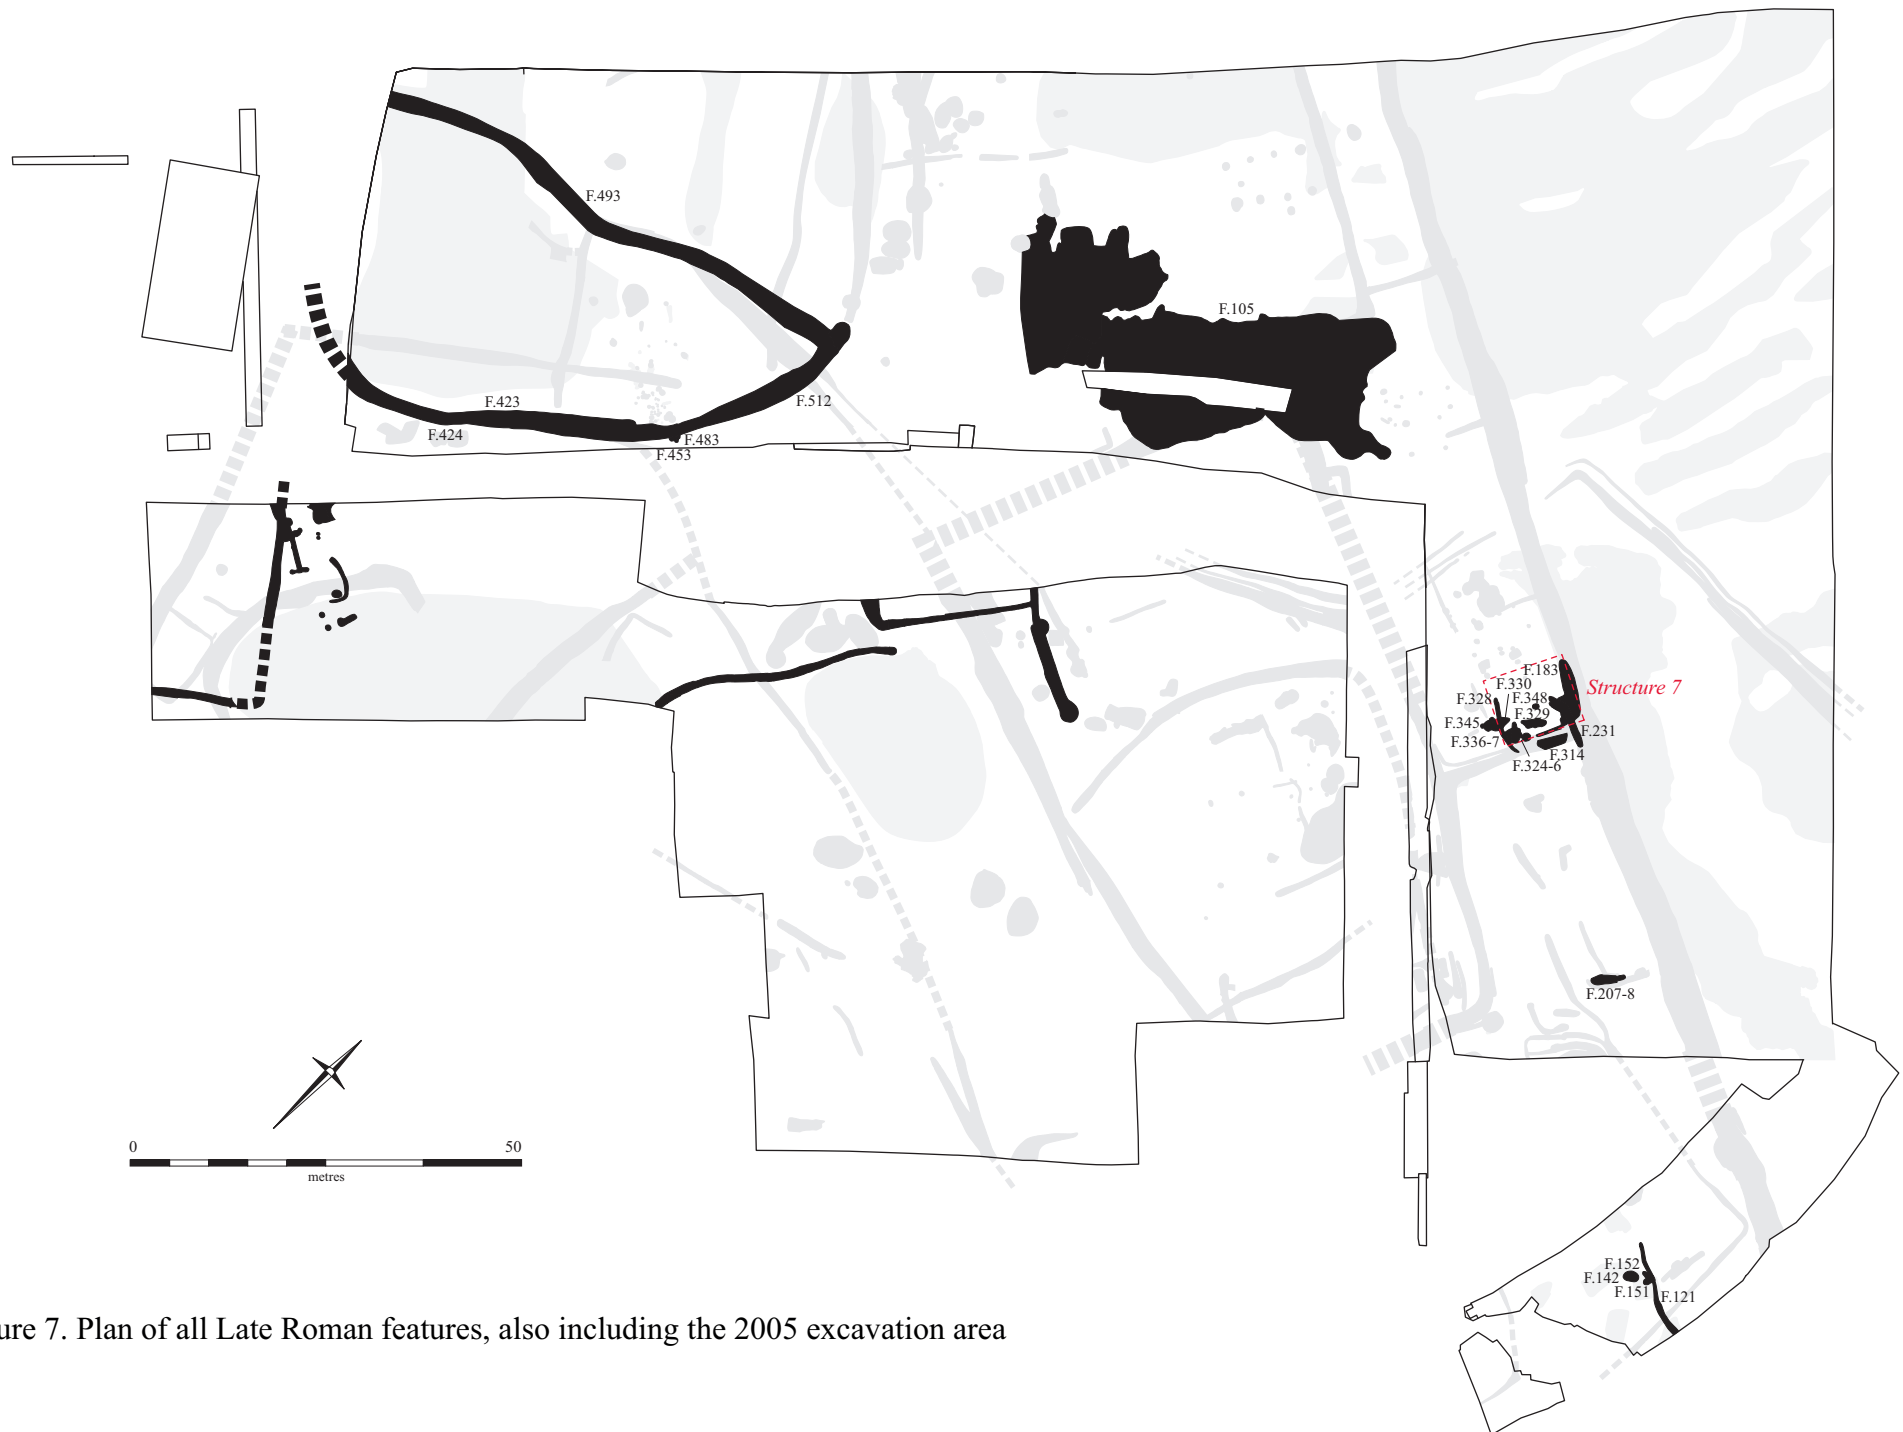 F.493
F.105
F.423
F.512
F.424
F.483
F.453
F.183
F.330
Structure 7
F.328
F.348
F.329
F.345
F.231
F.336-7
F.314
F.324-6
F.207-8
0
50
metres
F.152
F.142
F.151
F.121
ure 7. Plan of all Late Roman features, also including the 2005 excavation area